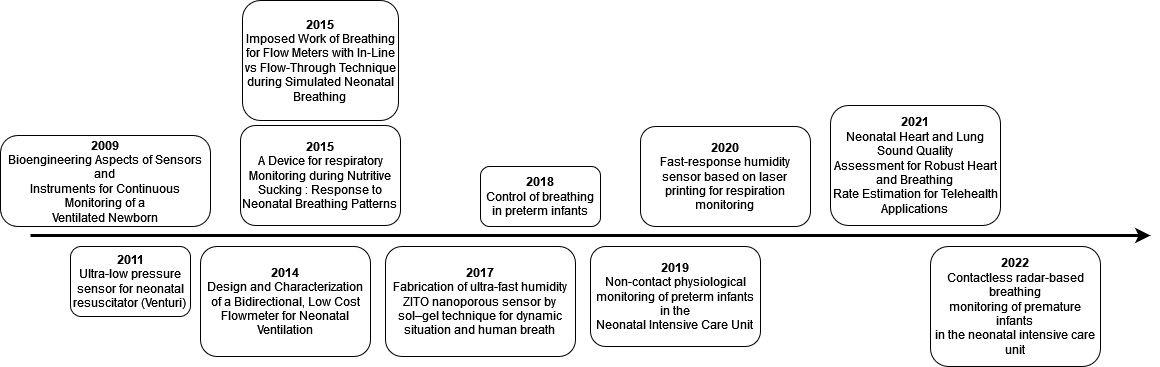 2015
Imposed Work of Breathing
for Flow Meters with In-Line
vs Flow-Through Technique
during Simulated Neonatal
Breathing
2009
Bioengineering Aspects of Sensors
and
Instruments for Continuous
Monitoring of a
Ventilated Newborn
2015
A Device for respiratory
Monitoring during Nutritive
Sucking : Response to
Neonatal Breathing Patterns
2018
Control of breathing
in preterm infants
2020
Fast-response humidity
sensor based on laser
printing for respiration
monitoring
2021
Neonatal Heart and Lung
Sound Quality
Assessment for Robust Heart
and Breathing
Rate Estimation for Telehealth
Applications
2011
Ultra-low pressure
sensor for neonatal
resuscitator (Venturi)
2014
Design and Characterization
of a Bidirectional, Low Cost
Flowmeter for Neonatal
Ventilation
2017
Fabrication of ultra-fast humidity
ZITO nanoporous sensor by
sol–gel technique for dynamic
situation and human breath
2019
Non-contact physiological
monitoring of preterm infants
in the
Neonatal Intensive Care Unit
2022
Contactless radar-based
breathing
monitoring of premature
infants
in the neonatal intensive care
unit